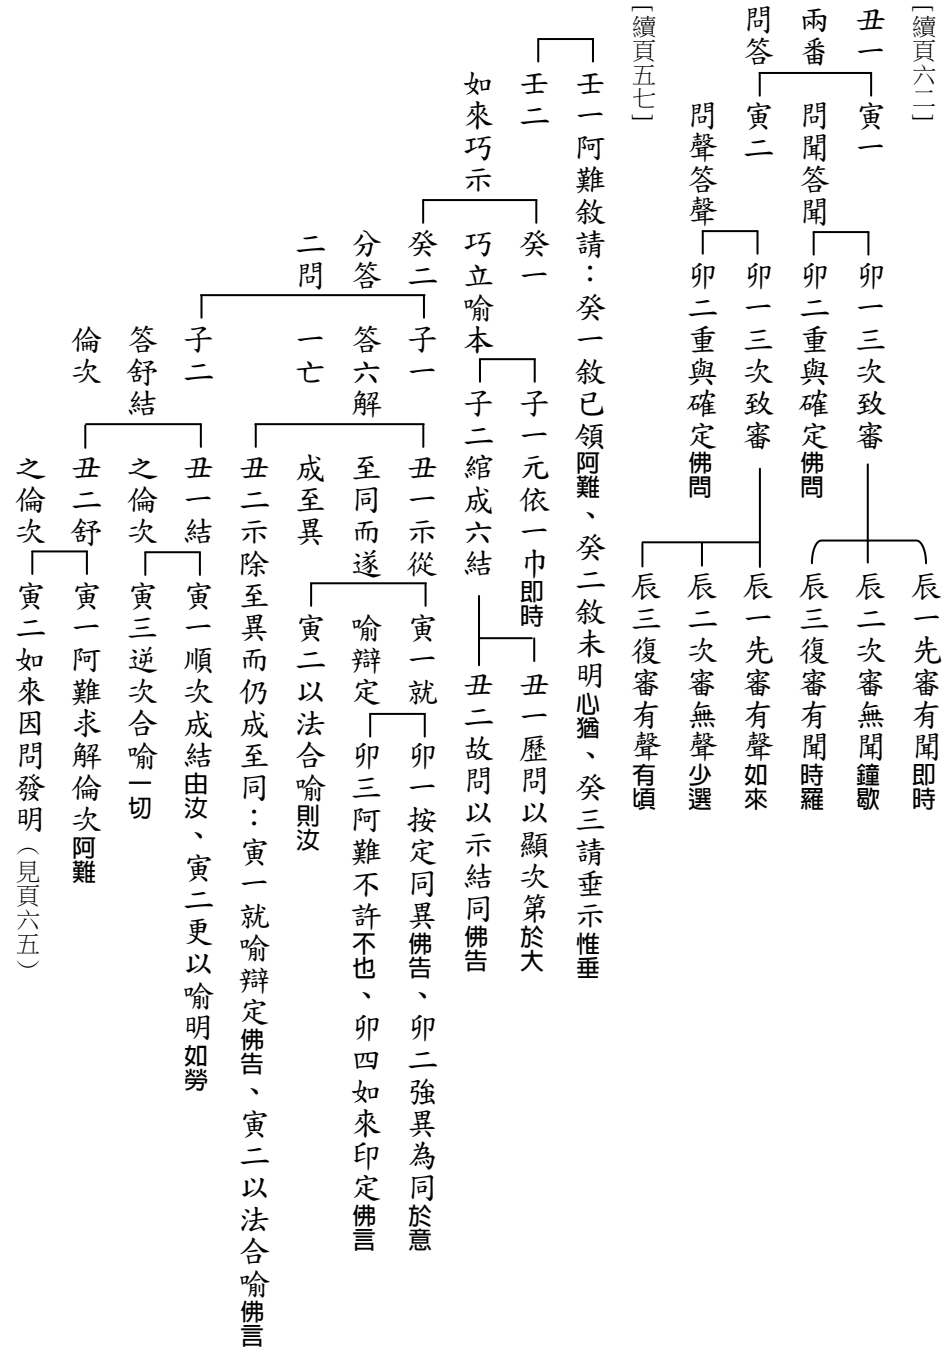 [續頁六二]
丑一
兩番
問答
寅一
問聞答聞
卯一三次致審
辰一先審有聞即時
辰二次審無聞鐘歇
辰三復審有聞時羅
卯二重與確定佛問
寅二
問聲答聲
卯一三次致審
辰一先審有聲如來
辰二次審無聲少選
辰三復審有聲有頃
卯二重與確定佛問
[續頁五七]
壬一阿難敘請：癸一敘已領阿難、癸二敘未明心猶、癸三請垂示惟垂
壬二
如來巧示
癸一
巧立喻本
子一元依一巾即時
子二綰成六結
丑一歷問以顯次第於大
丑二故問以示結同佛告
癸二
分答
二問
子一
答六解
一亡
丑一示從
至同而遂
成至異
寅一就
喻辯定
卯一按定同異佛告、卯二強異為同於意
卯三阿難不許不也、卯四如來印定佛言
寅二以法合喻則汝
丑二示除至異而仍成至同：寅一就喻辯定佛告、寅二以法合喻佛言
子二
答舒結
倫次
丑一結
之倫次
寅一順次成結由汝、寅二更以喻明如勞
寅三逆次合喻一切
丑二舒
之倫次
寅一阿難求解倫次阿難
寅二如來因問發明（見頁六五）